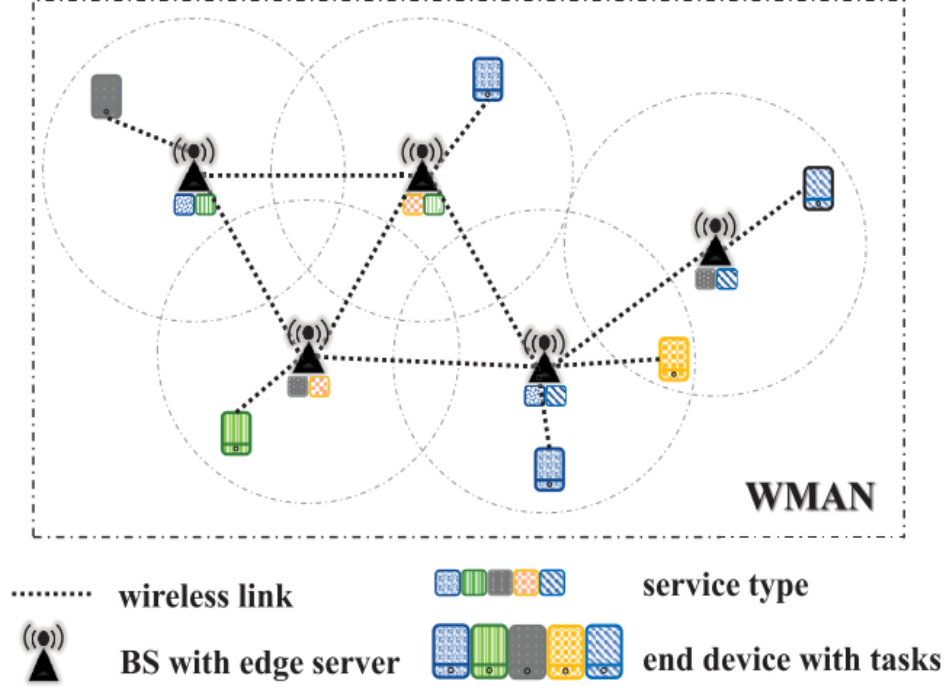 WMAN
wireless link
service type
BS with edge server
end device with tasks